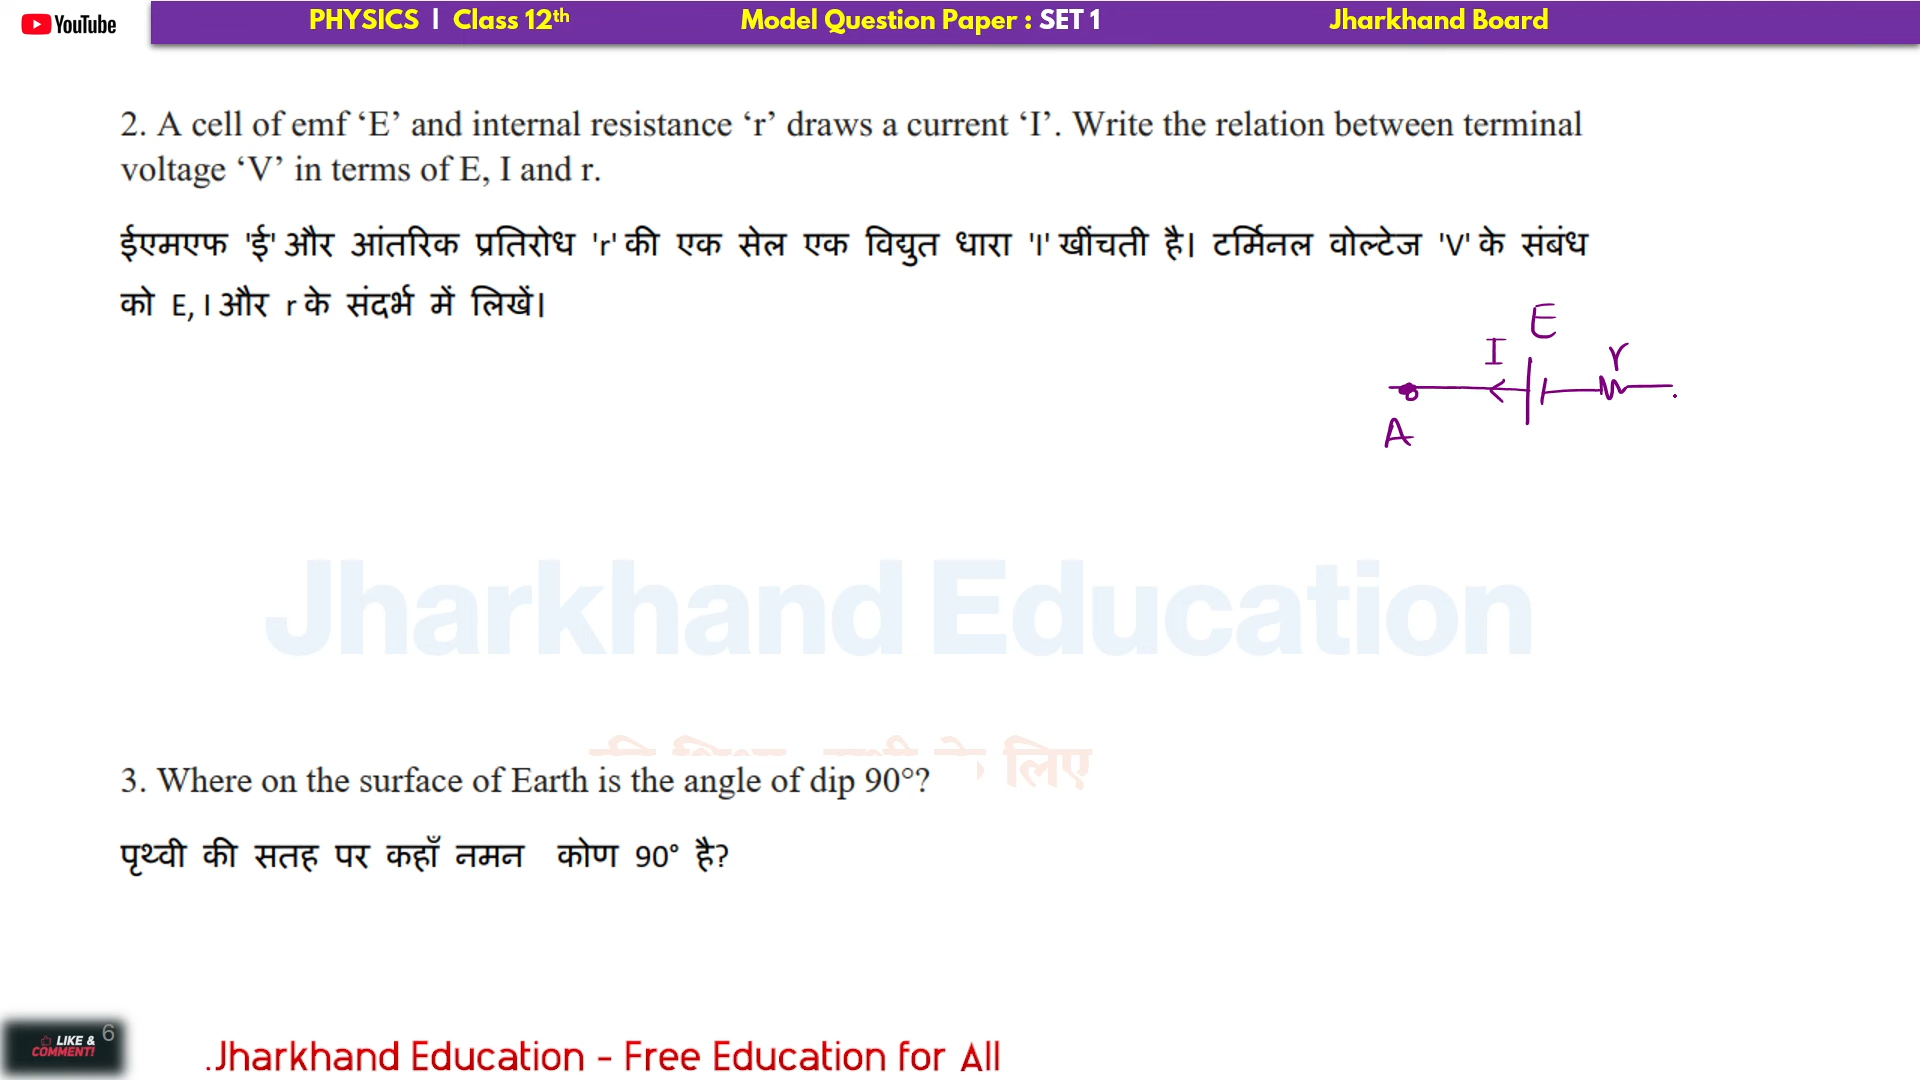 YouTube
PHYSICS | Class 12th Model Question Paper : SET 1 Jharkhand Board
2. A cell of emf ‘E’ and internal resistance ‘r’ draws a current ‘I’. Write the relation between terminal
voltage ‘V’ in terms of E, I and r.
ईएमएफ 'ई' और आंतरिक प्रतिरोध 'r' की एक सेल एक विद्युत धारा 'I' खींचती है। टर्मिनल वोल्टेज 'V' के संबंध
को E, I और r के संदर्भ में लिखें।
E
I
r
A
Jharkhand Education
के लिए
3. Where on the surface of Earth is the angle of dip 90°?
पृथ्वी की सतह पर कहाँ नमन कोण 90° है?
LIKE & 6
COMMENT!
.Jharkhand Education - Free Education for All